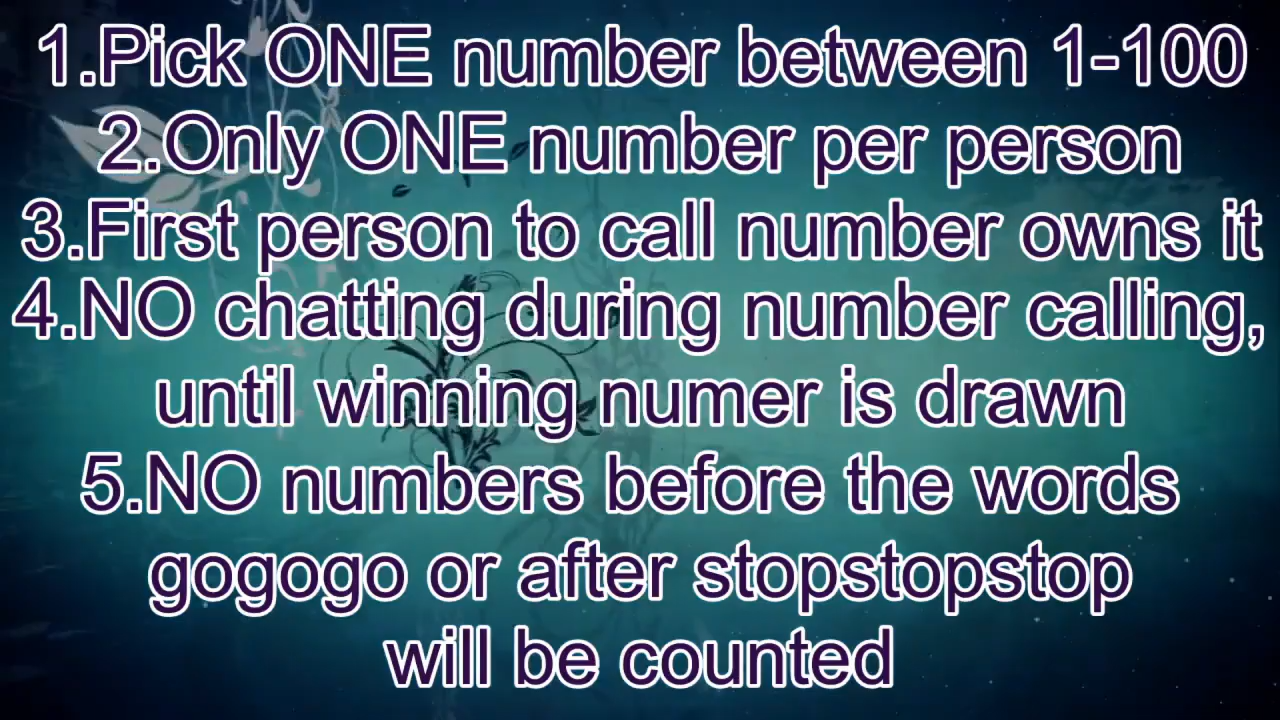 1.Pick ONE number between 1-100
2.Only ONE number per person
3.First person to call number owns it
4.NO chatting during number calling,
until winning numer is drawn
5.NO numbers before the words
gogogo or after stopstopstop
will be counted